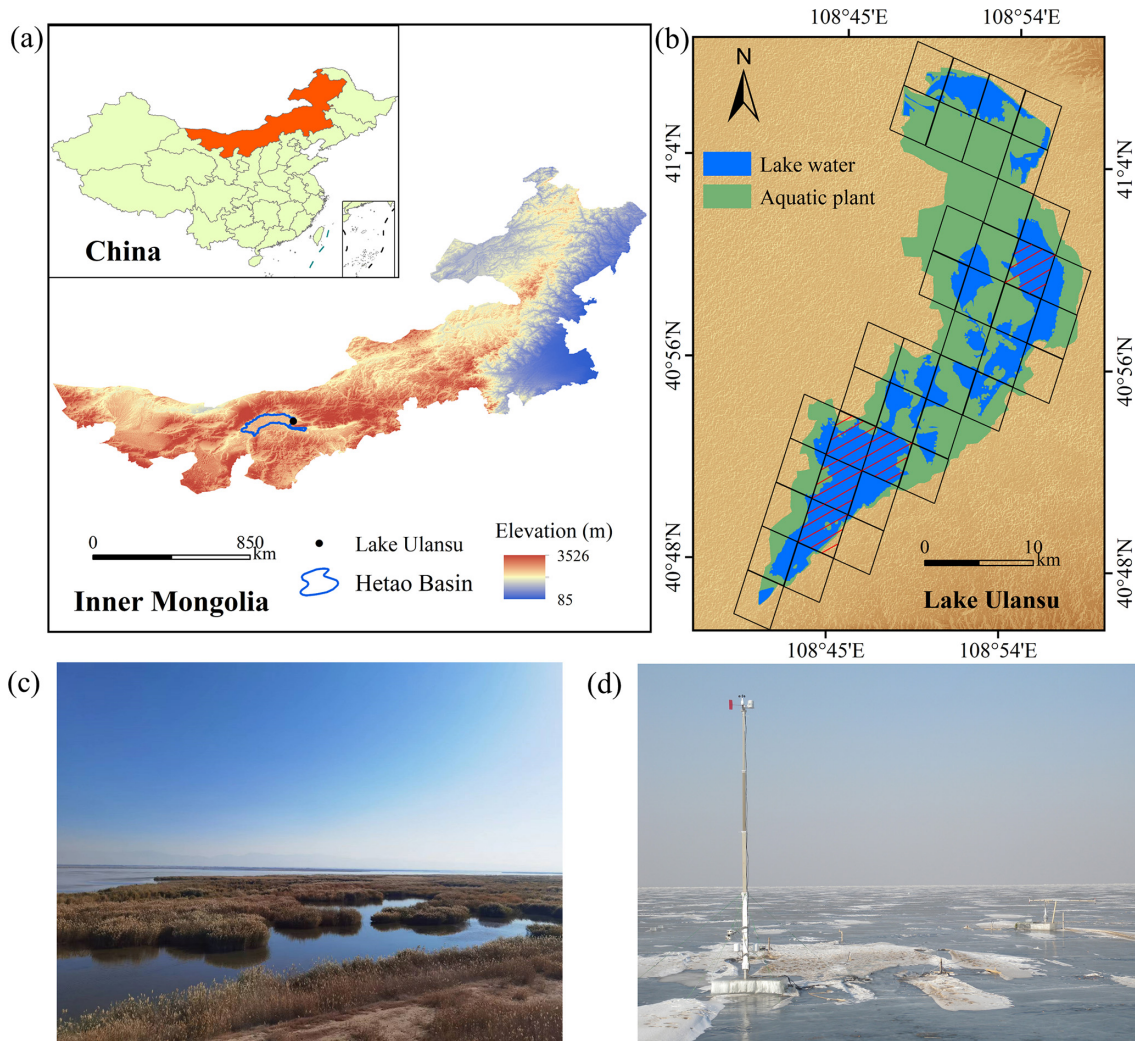 (a)
China
0 850
km
Lake Ulansu
Hetao Basin
Elevation (m)
3526
85
Inner Mongolia
(b)
108°45'E 108°54'E
N
Lake water
Aquatic plant
41°4'N
41°4'N
40°56'N
40°56'N
40°48'N
40°48'N
0 10
km
Lake Ulansu
108°45'E 108°54'E
(c)
(d)